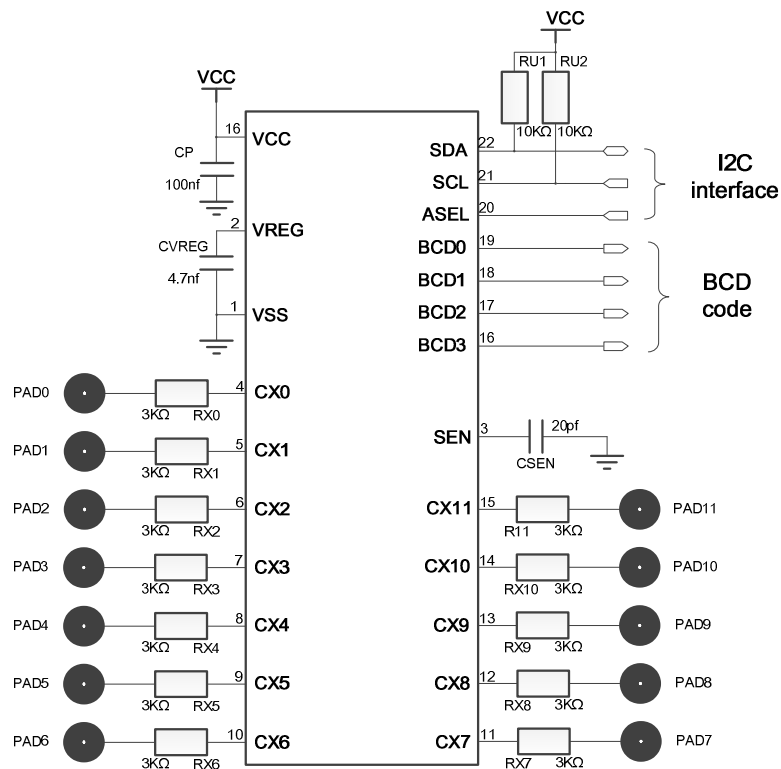 VCC
RU1 RU2
VCC
10KΩ 10KΩ
16 VCC
CP
100nf
2 VREG
CVREG
4.7nf
1 VSS
SDA 22
SCL 21
I2C
interface
ASEL 20
BCD0 19
BCD1 18
BCD
code
BCD2 17
BCD3 16
PAD0 4 CX0
3KΩ RX0
PAD1 5 CX1
3KΩ RX1
PAD2 6 CX2
3KΩ RX2
PAD3 7 CX3
3KΩ RX3
PAD4 8 CX4
3KΩ RX4
PAD5 9 CX5
3KΩ RX5
PAD6 10 CX6
3KΩ RX6
SEN 3 20pf
CSEN
CX11 15 PAD11
R11 3KΩ
CX10 14 PAD10
RX10 3KΩ
CX9 13 PAD9
RX9 3KΩ
CX8 12 PAD8
RX8 3KΩ
CX7 11 PAD7
RX7 3KΩ